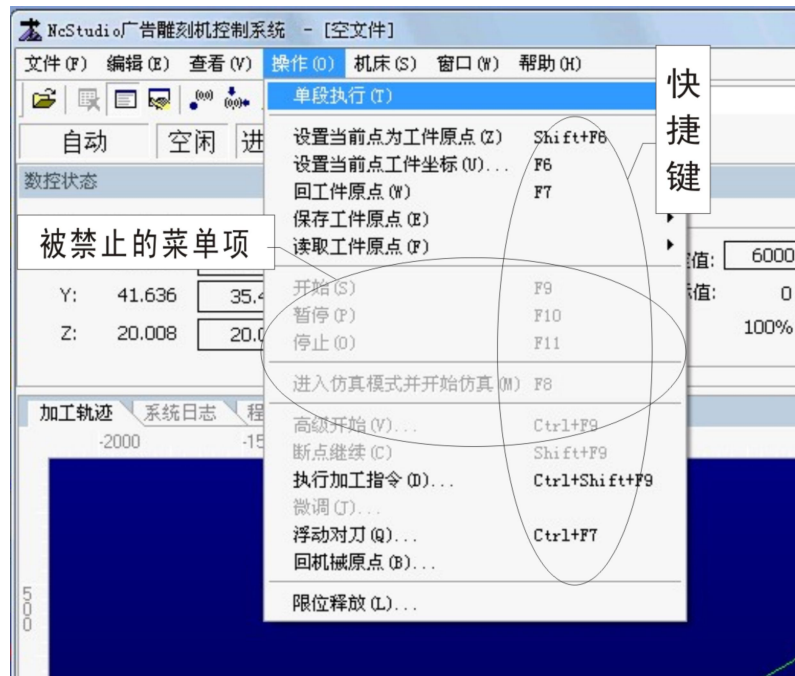 NcStudio广告雕刻机控制系统 - [空文件]
文件(F) 编辑(E) 查看(V) 操作(O) 机床(S) 窗口(W) 帮助(H)
单段执行(T)
快捷键
自动 空闲 进
设置当前点为工件原点(Z) Shift+F6
设置当前点工件坐标(U)... F6
数控状态
回工件原点(W) F7
保存工件原点(E)
被禁止的菜单项
读取工件原点(F)
值: 6000
开始(S) F9
Y: 41.636 35.4
值: 0
暂停(P) F10
Z: 20.008 20.0
停止(O) F11
100%
进入仿真模式并开始仿真(M) F8
加工轨迹 系统日志 程
高级开始(V)... Ctrl+F9
-2000 -15
断点继续(C) Shift+F9
执行加工指令(D)... Ctrl+Shift+F9
微调(J)...
浮动对刀(Q)... Ctrl+F7
回机械原点(B)...
500
限位释放(L)...